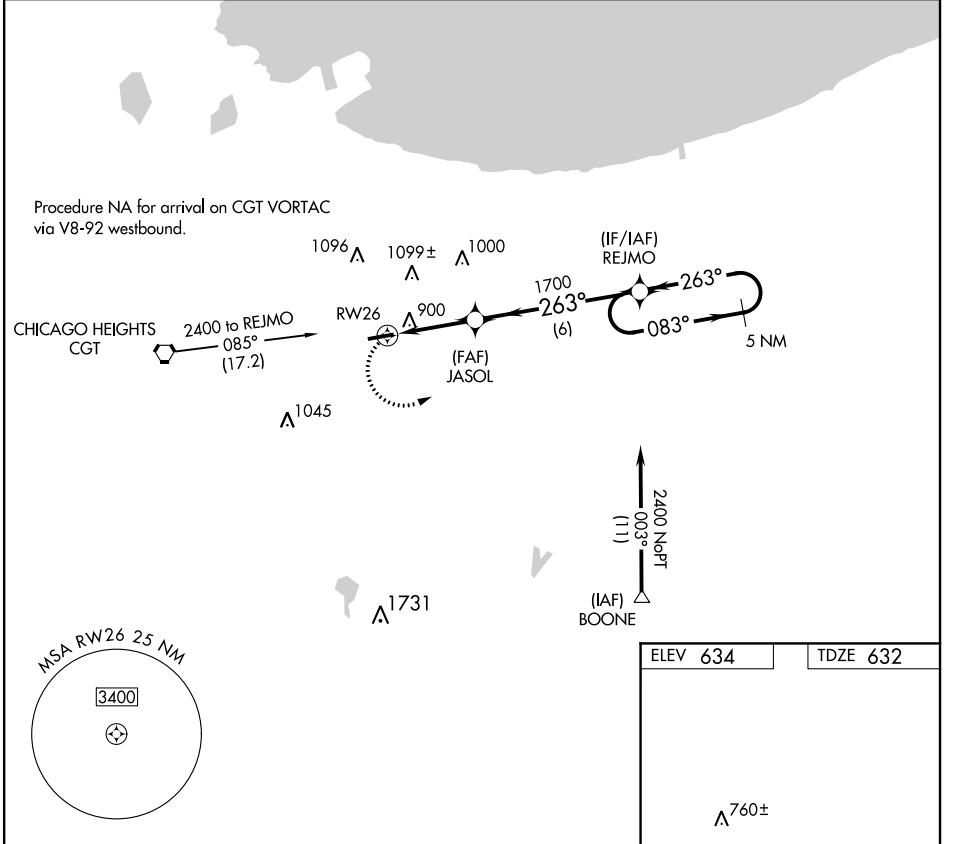 Procedure NA for arrival on CGT VORTAC
via V8-92 westbound.
1096
1099±
1000
(IF/IAF)
REJMO
263°
1700
263°
(6)
083°
5 NM
RW26
900
(FAF)
JASOL
CHICAGO HEIGHTS
CGT
2400 to REJMO
085°
(17.2)
1045
2400 NoPT
003°
(11)
(IAF)
BOONE
1731
MSA RW26 25 NM
3400
ELEV 634
TDZE 632
760±